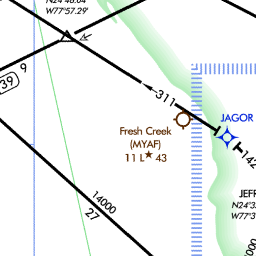 N24°48.04'
W77°57.29'
39
9
311
JAGOR
Fresh Creek
(MYAF)
11 L★ 43
142
JEFF
N24°3
W77°3
14000
27